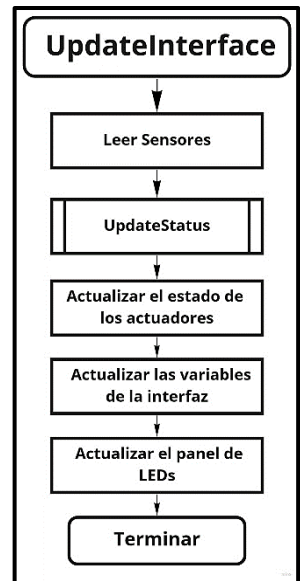 UpdateInterface
Leer Sensores
UpdateStatus
Actualizar el estado de
los actuadores
Actualizar las variables
de la interfaz
Actualizar el panel de
LEDs
Terminar